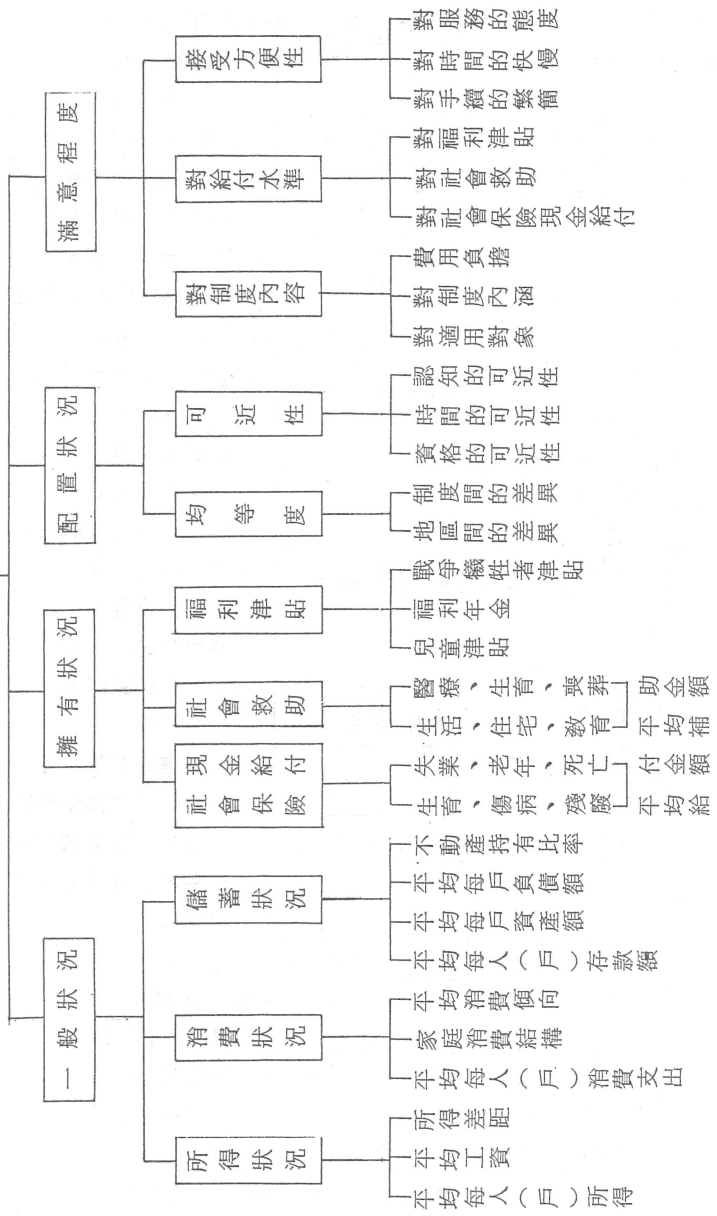 一般狀況
所得狀況
平均每人（戶）所得
平均工資
所得差距
消費狀況
平均每人（戶）消費支出
家庭消費結構
平均消費傾向
儲蓄狀況
平均每人（戶）存款額
平均每戶資產額
平均每戶負債額
不動產持有比率
擁有狀況
社會保險
現金給付
生育、傷病、殘廢
失業、老年、死亡
平均給
付金額
社會救助
生活、住宅、教育
醫療、生育、喪葬
平均補
助金額
福利津貼
兒童津貼
福利年金
戰爭犧牲者津貼
配置狀況
均等度
地區間的差異
制度間的差異
可近性
資格的可近性
時間的可近性
認知的可近性
滿意程度
對制度內容
對適用對象
對制度內涵
費用負擔
對給付水準
對社會保險現金給付
對社會救助
對福利津貼
接受方便性
對手續的繁簡
對時間的快慢
對服務的態度